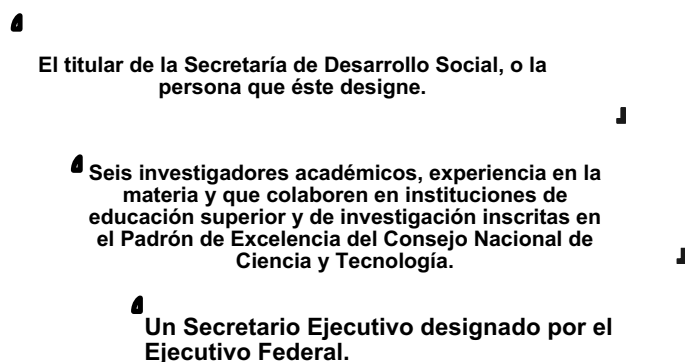 El titular de la Secretaría de Desarrollo Social, o la
persona que éste designe.
Seis investigadores académicos, experiencia en la
materia y que colaboren en instituciones de
educación superior y de investigación inscritas en
el Padrón de Excelencia del Consejo Nacional de
Ciencia y Tecnología.
Un Secretario Ejecutivo designado por el
Ejecutivo Federal.